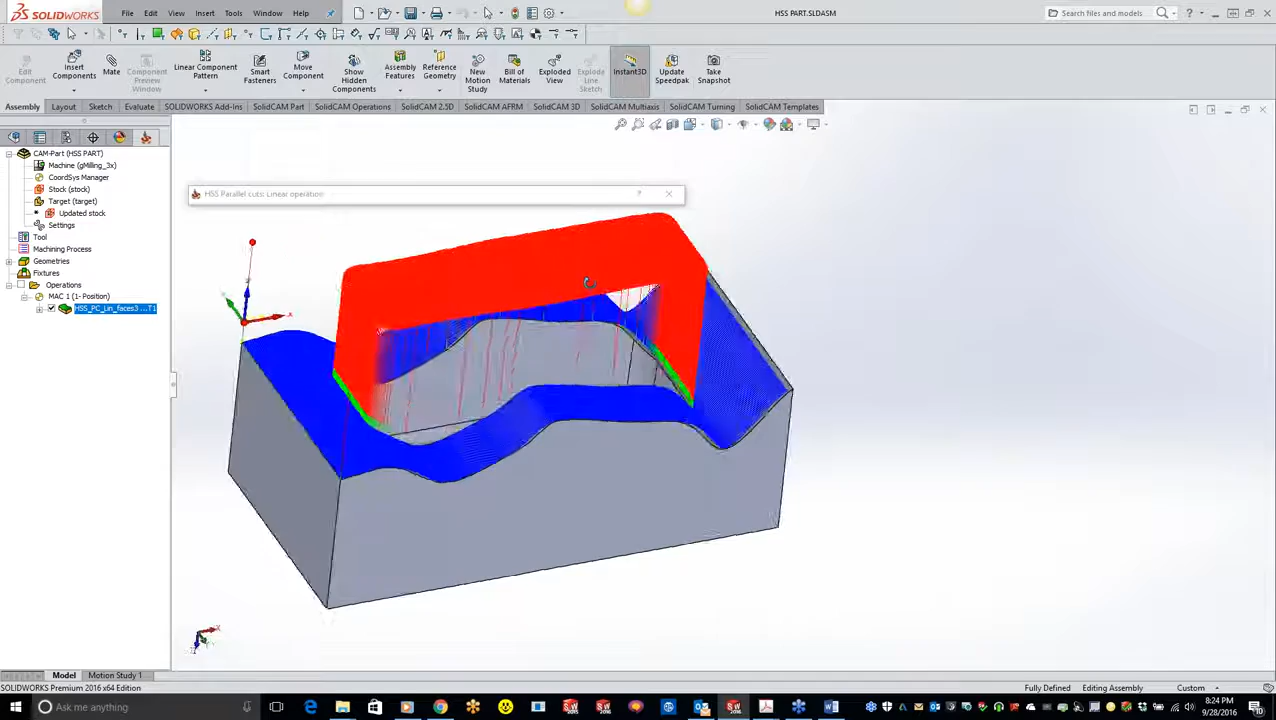 SOLIDWORKS File Edit View Insert Tools Window Help
HSS PART.SLDASM
Search files and models
Edit Component
Insert Components
Mate
Component Preview Window
Linear Component Pattern
Smart Fasteners
Move Component
Show Hidden Components
Assembly Features
Reference Geometry
New Motion Study
Bill of Materials
Exploded View
Explode Line Sketch
Instant3D
Update Speedpak
Take Snapshot
Assembly Layout Sketch Evaluate SOLIDWORKS Add-Ins SolidCAM Part SolidCAM Operations SolidCAM 2.5D SolidCAM AFRM SolidCAM 3D SolidCAM Multiaxis SolidCAM Turning SolidCAM Templates
CAM-Part (HSS PART)
Machine (gMilling_3x)
CoordSys Manager
Stock (stock)
Target (target)
Updated stock
Settings
Tool
Machining Process
Geometries
Fixtures
Operations
MAC 1 (1- Position)
HSS_PC_Lin_faces3 ...T1
HSS Parallel cuts: Linear operation
Model Motion Study 1
SOLIDWORKS Premium 2016 x64 Edition
Fully Defined Editing Assembly Custom
Ask me anything
8:24 PM
9/28/2016